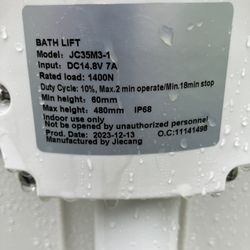 BATH LIFT
Model: JC35M3-1
Input: DC14.8V 7A
Rated load: 1400N
Duty Cycle: 10%, Max.2 min operate/Min.18min stop
Min height: 60mm
Max height: 480mm IP68
Indoor use only
Not be opened by unauthorized personnel
Prod. Date: 2023-12-13 O.C:11141498
Manufactured by Jiecang